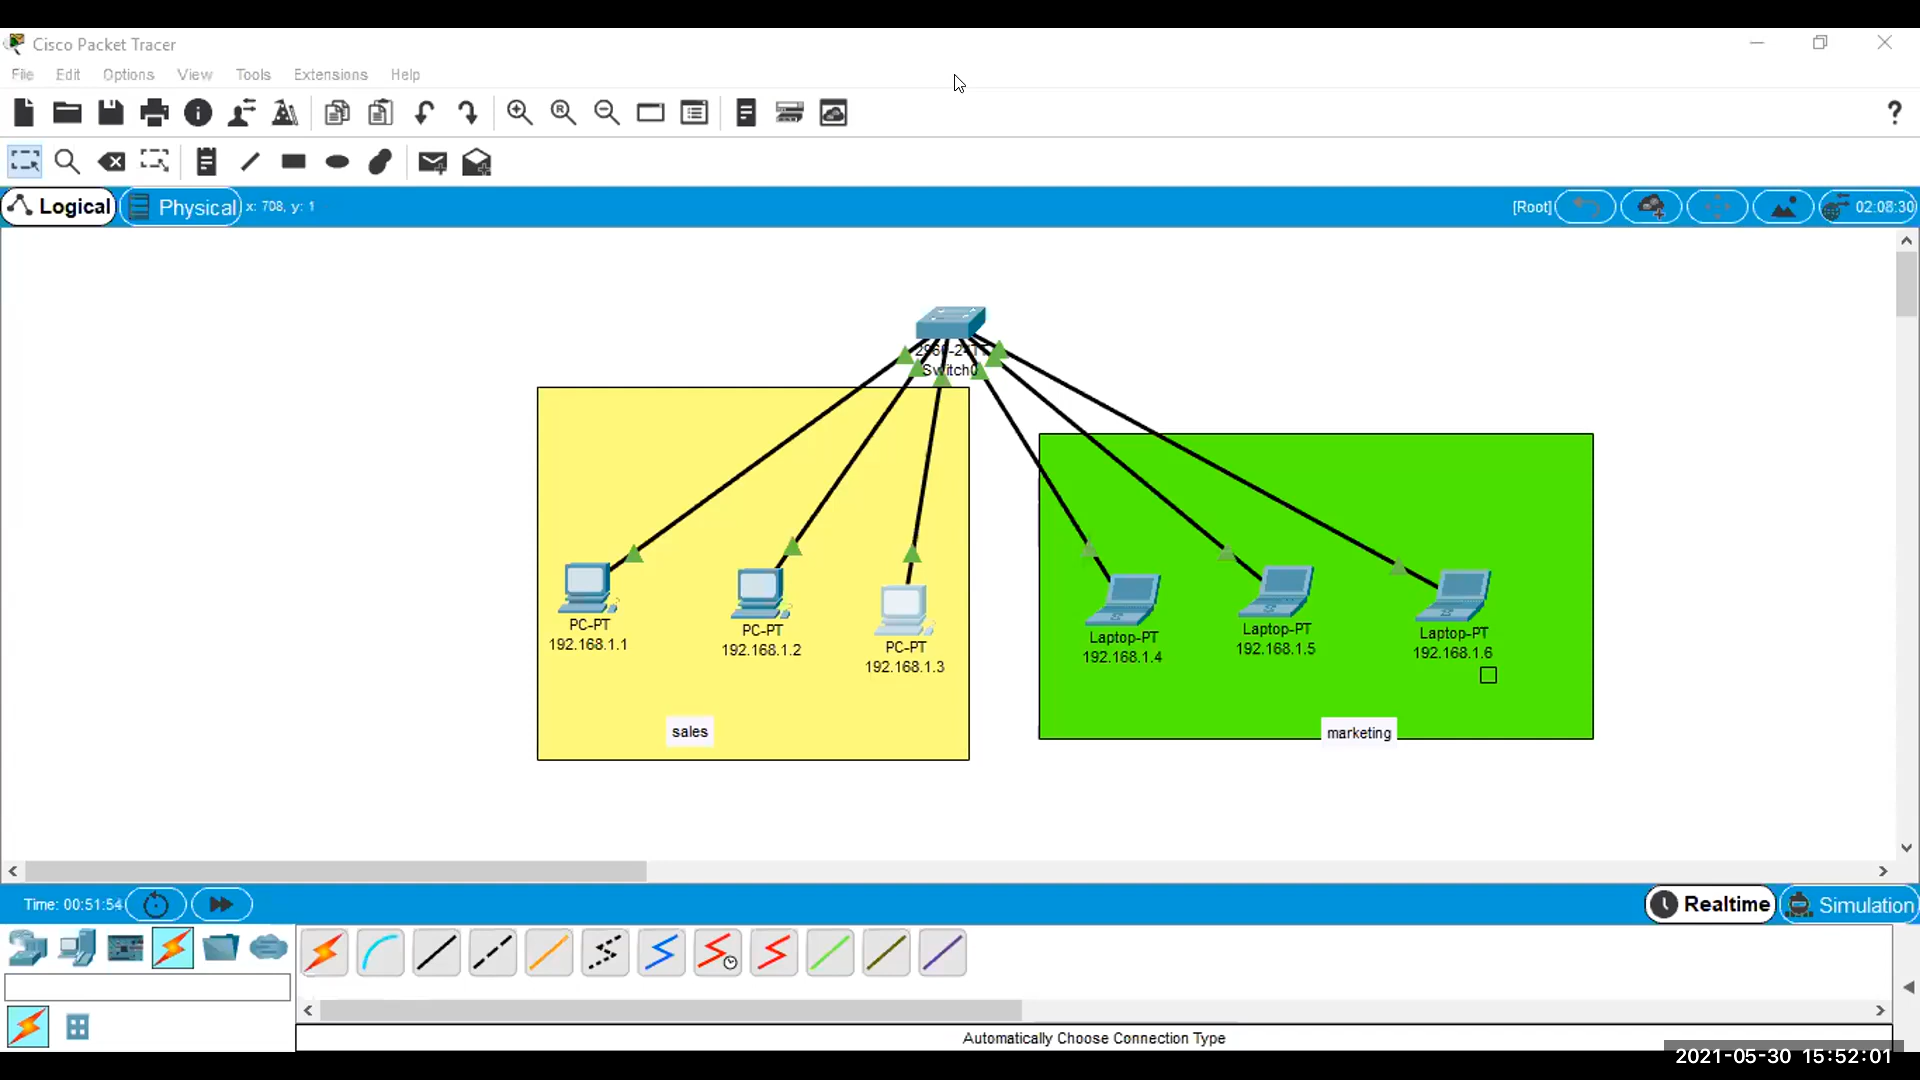 Cisco Packet Tracer
File Edit Options View Tools Extensions Help
Logical Physical x: 708, y: 1 [Root] 02:08:30
Switch0
PC-PT
192.168.1.1
PC-PT
192.168.1.2
PC-PT
192.168.1.3
Laptop-PT
192.168.1.4
Laptop-PT
192.168.1.5
Laptop-PT
192.168.1.6
sales
marketing
Time: 00:51:54 Realtime Simulation
Automatically Choose Connection Type
2021-05-30 15:52:01